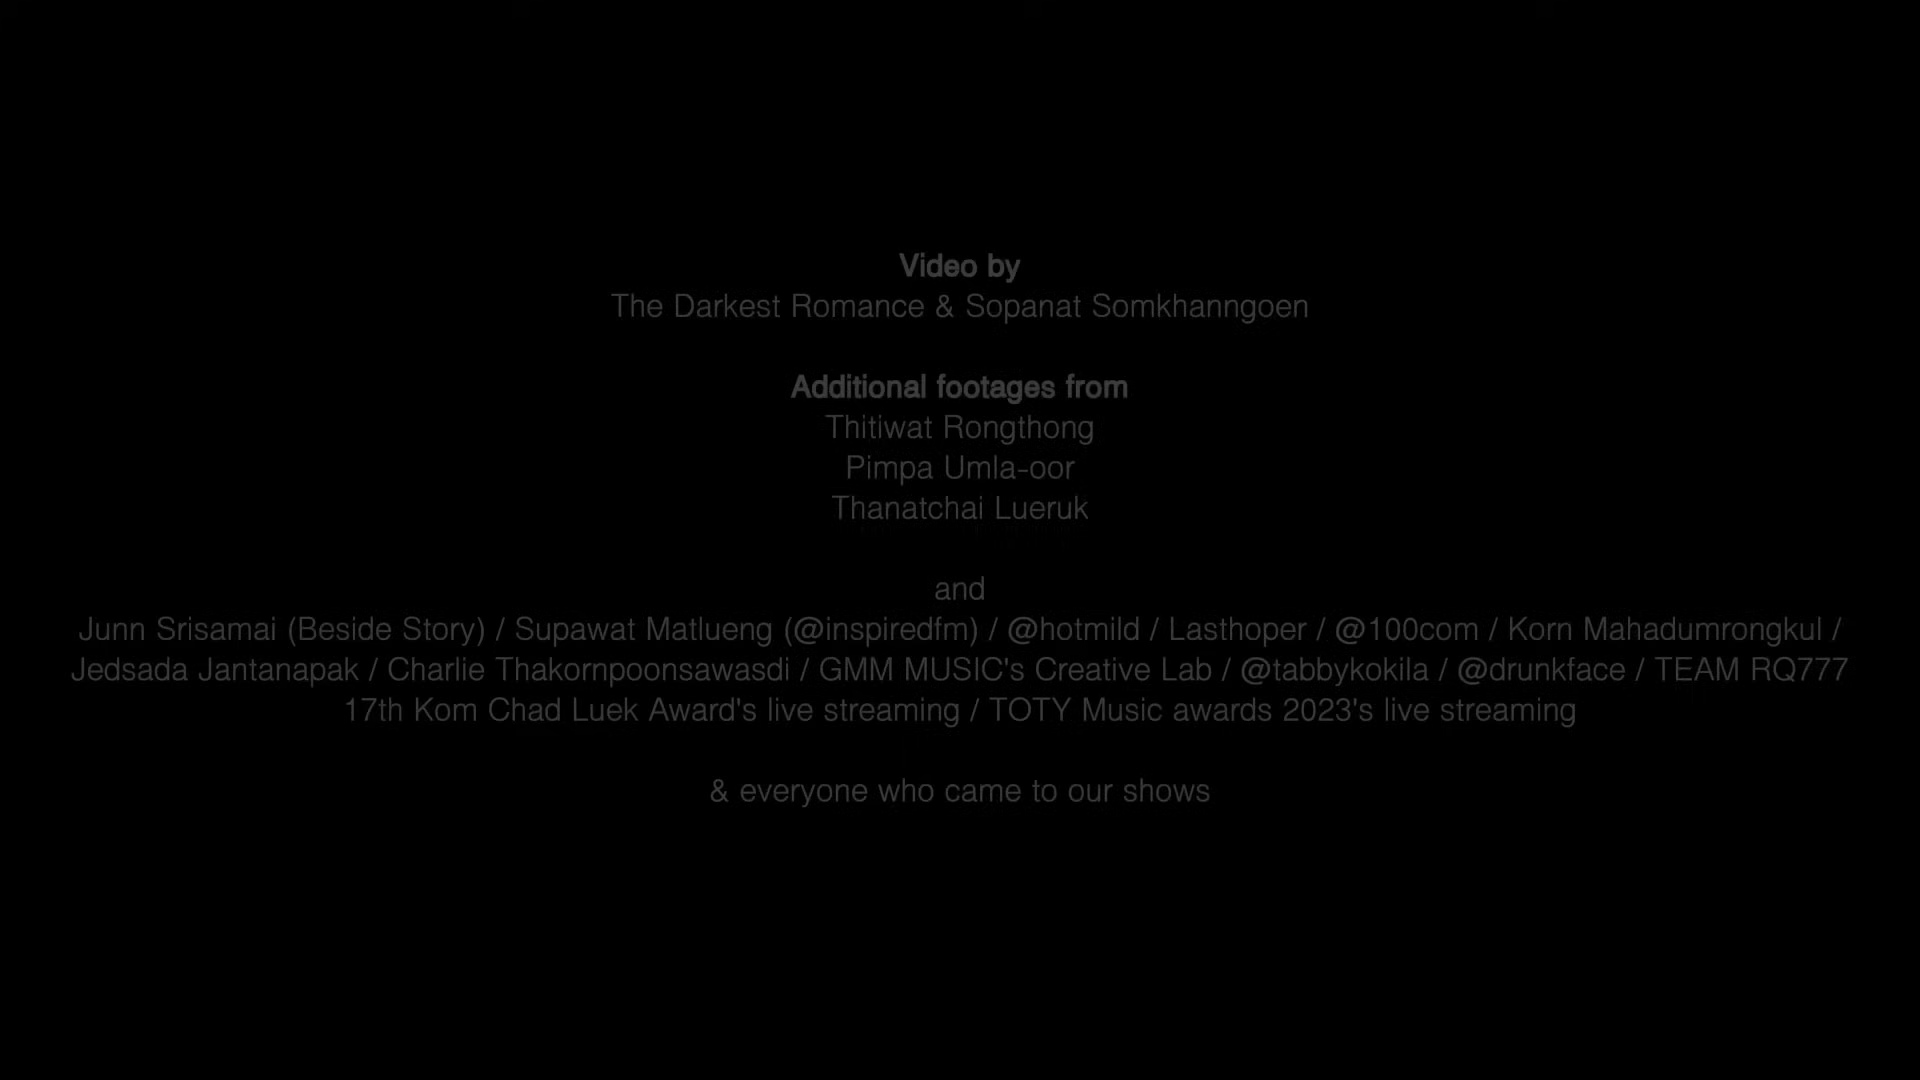 Video by
The Darkest Romance & Sopanat Somkhanngoen
Additional footages from
Thitiwat Rongthong
Pimpa Umla-oor
Thanatchai Lueruk
and
Junn Srisamai (Beside Story) / Supawat Matlueng (@inspiredfm) / @hotmild / Lasthoper / @100com / Korn Mahadumrongkul /
Jedsada Jantanapak / Charlie Thakornpoonsawasdi / GMM MUSIC's Creative Lab / @tabbykokila / @drunkface / TEAM RQ777
17th Kom Chad Luek Award's live streaming / TOTY Music awards 2023's live streaming
& everyone who came to our shows